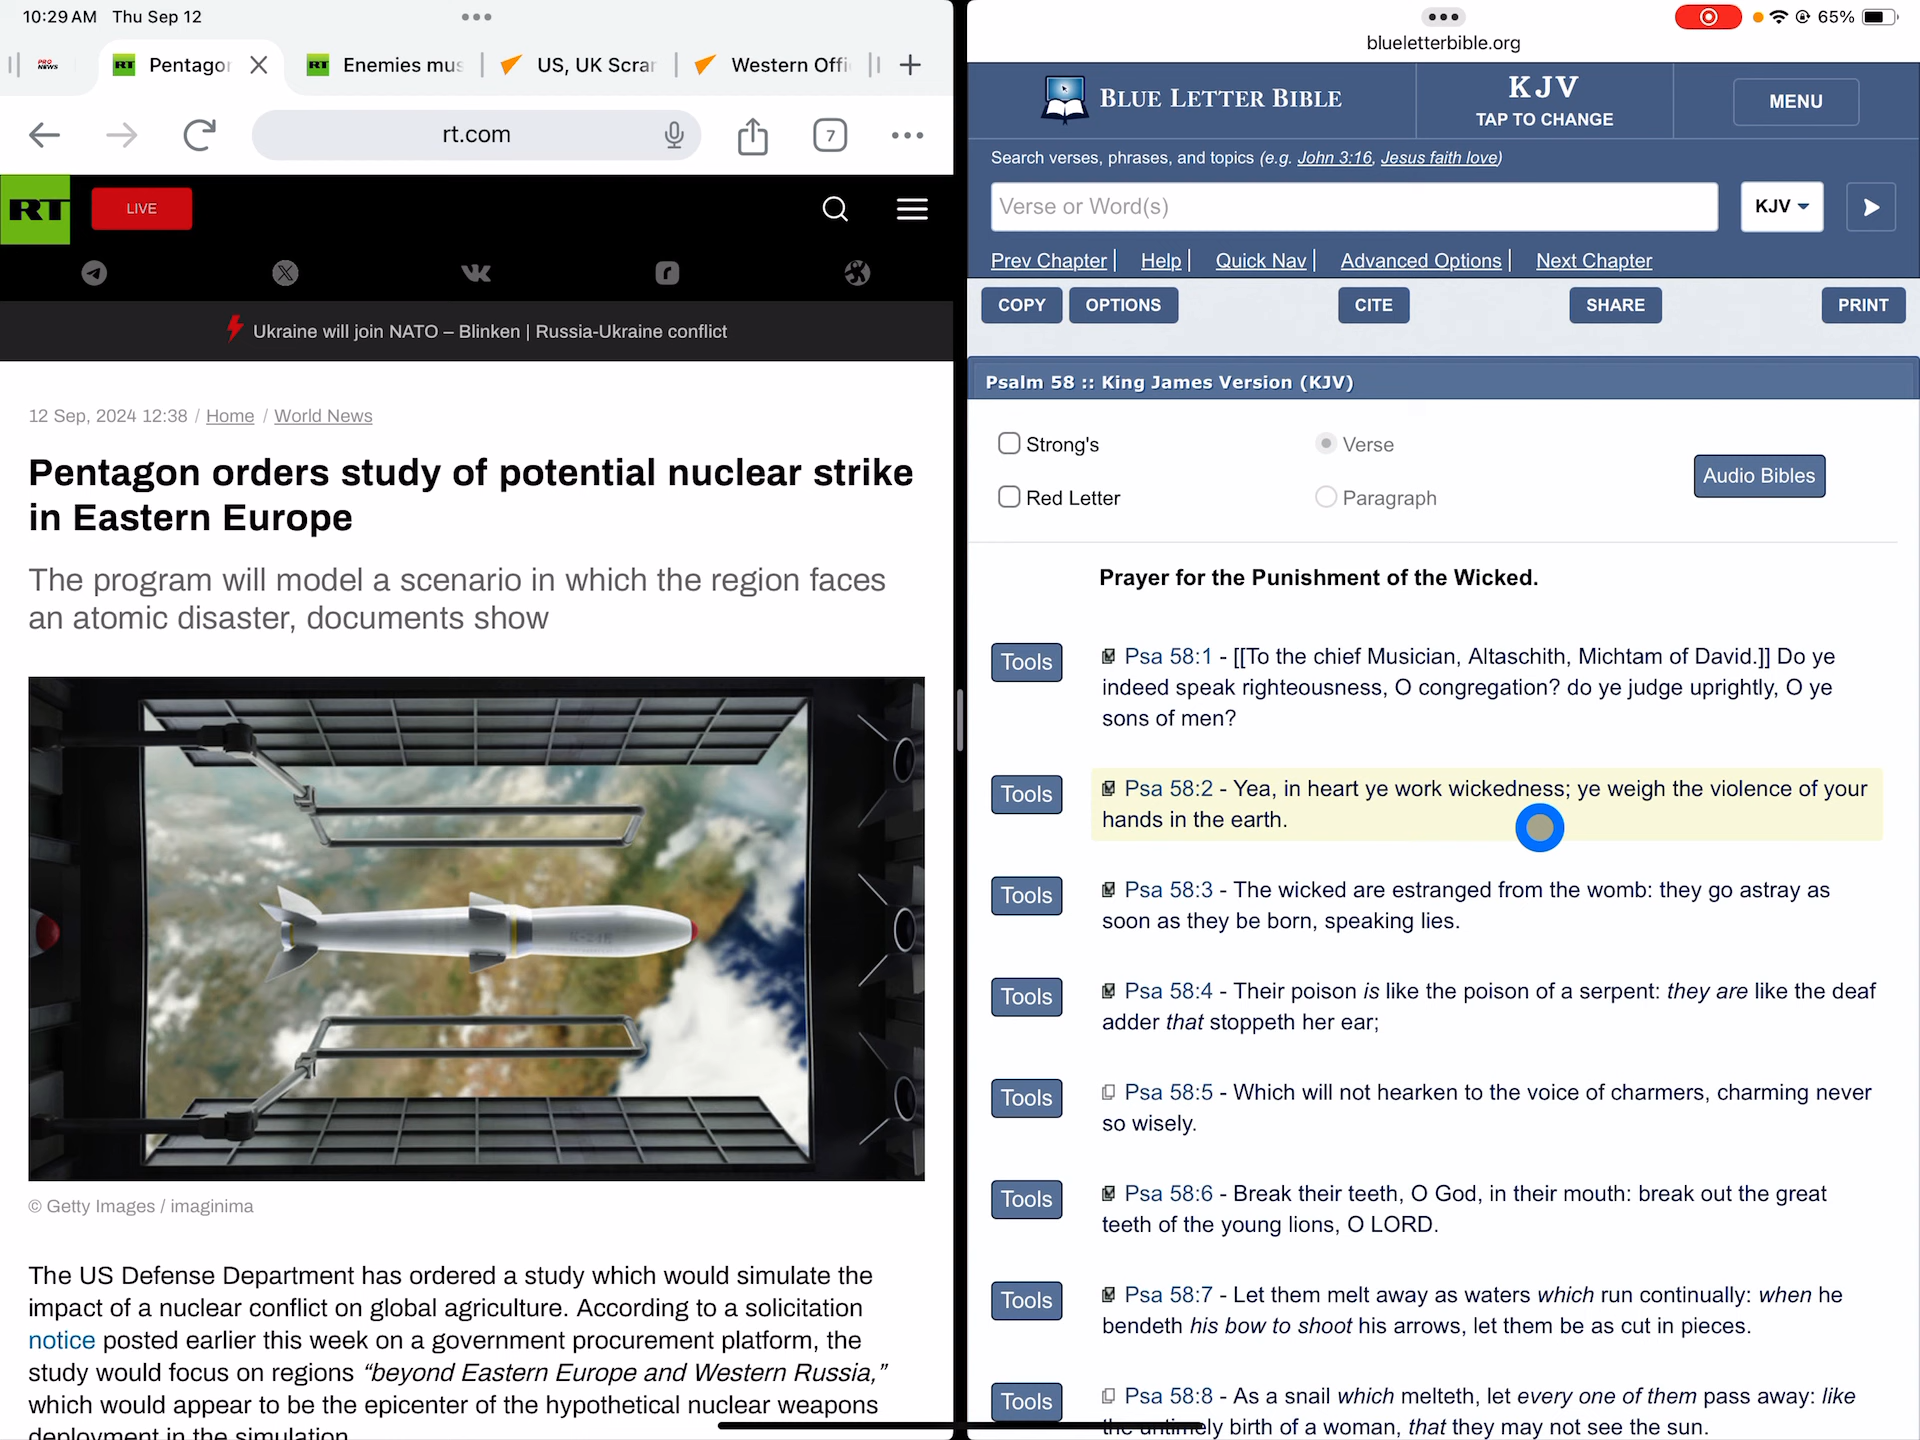 10:29 AM Thu Sep 12
PRO NEWS
RT Pentagor
RT Enemies mus
US, UK Scrar
Western Offi
rt.com
7
RT
LIVE
Ukraine will join NATO – Blinken | Russia-Ukraine conflict
12 Sep, 2024 12:38 / Home / World News
Pentagon orders study of potential nuclear strike
in Eastern Europe
The program will model a scenario in which the region faces
an atomic disaster, documents show
© Getty Images / imaginima
The US Defense Department has ordered a study which would simulate the
impact of a nuclear conflict on global agriculture. According to a solicitation
notice posted earlier this week on a government procurement platform, the
study would focus on regions “beyond Eastern Europe and Western Russia,”
which would appear to be the epicenter of the hypothetical nuclear weapons
deployment in the simulation
65%
blueletterbible.org
BLUE LETTER BIBLE
KJV
TAP TO CHANGE
MENU
Search verses, phrases, and topics (e.g. John 3:16, Jesus faith love)
Verse or Word(s)
KJV
Prev Chapter | Help | Quick Nav | Advanced Options | Next Chapter
COPY OPTIONS CITE SHARE PRINT
Psalm 58 :: King James Version (KJV)
Strong's Verse
Red Letter Paragraph
Audio Bibles
Prayer for the Punishment of the Wicked.
Tools Psa 58:1 - [[To the chief Musician, Altaschith, Michtam of David.]] Do ye
indeed speak righteousness, O congregation? do ye judge uprightly, O ye
sons of men?
Tools Psa 58:2 - Yea, in heart ye work wickedness; ye weigh the violence of your
hands in the earth.
Tools Psa 58:3 - The wicked are estranged from the womb: they go astray as
soon as they be born, speaking lies.
Tools Psa 58:4 - Their poison is like the poison of a serpent: they are like the deaf
adder that stoppeth her ear;
Tools Psa 58:5 - Which will not hearken to the voice of charmers, charming never
so wisely.
Tools Psa 58:6 - Break their teeth, O God, in their mouth: break out the great
teeth of the young lions, O LORD.
Tools Psa 58:7 - Let them melt away as waters which run continually: when he
bendeth his bow to shoot his arrows, let them be as cut in pieces.
Tools Psa 58:8 - As a snail which melteth, let every one of them pass away: like
the untimely birth of a woman, that they may not see the sun.